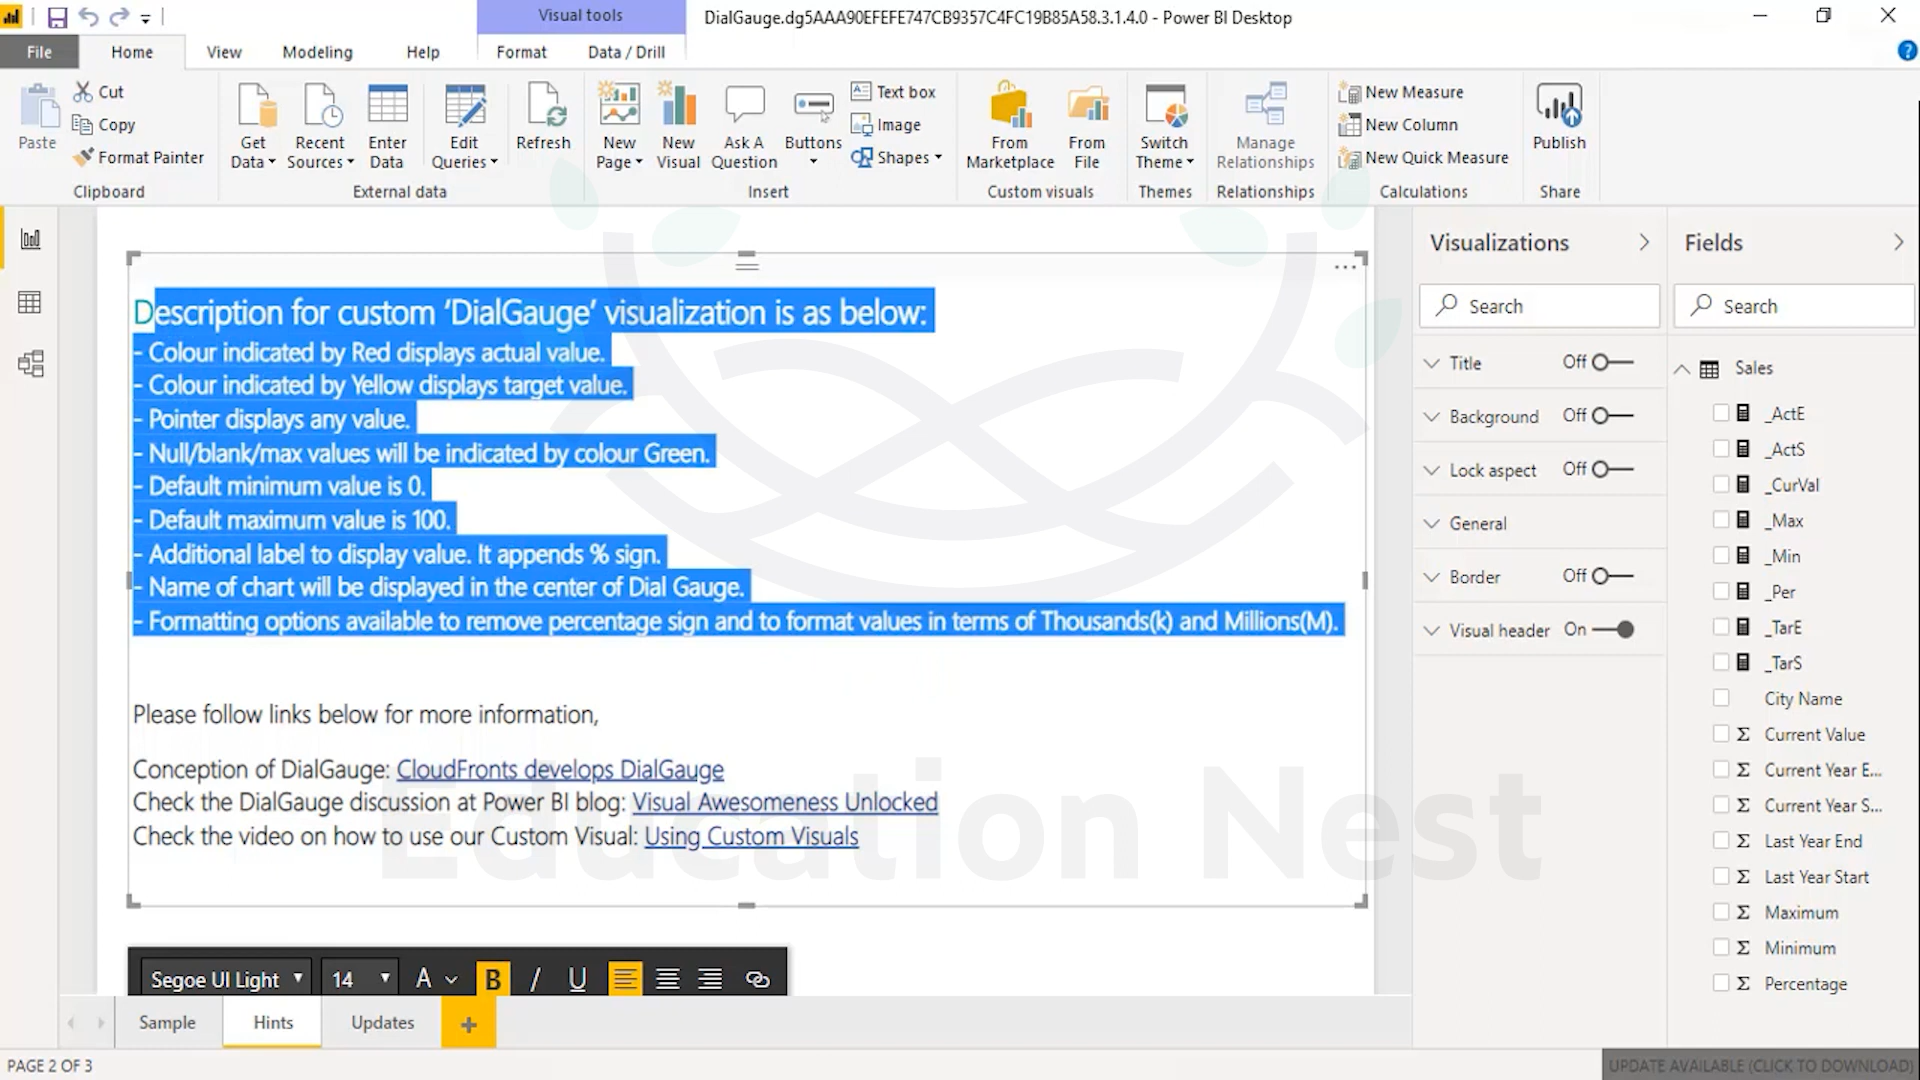 Visual tools
DialGauge.dg5AAA90EFEFE747CB9357C4FC19B85A58.3.1.4.0 - Power BI Desktop
File Home View Modeling Help Format Data / Drill
Paste
Cut
Copy
Format Painter
Clipboard
Get Data
Recent Sources
Enter Data
Edit Queries
Refresh
External data
New Page
New Visual
Ask A Question
Buttons
Text box
Image
Shapes
Insert
From Marketplace
From File
Custom visuals
Switch Theme
Themes
Manage Relationships
Relationships
New Measure
New Column
New Quick Measure
Calculations
Publish
Share
Description for custom ‘DialGauge’ visualization is as below:
- Colour indicated by Red displays actual value.
- Colour indicated by Yellow displays target value.
- Pointer displays any value.
- Null/blank/max values will be indicated by colour Green.
- Default minimum value is 0.
- Default maximum value is 100.
- Additional label to display value. It appends % sign.
- Name of chart will be displayed in the center of Dial Gauge.
- Formatting options available to remove percentage sign and to format values in terms of Thousands(k) and Millions(M).
Please follow links below for more information,
Conception of DialGauge: CloudFronts develops DialGauge
Check the DialGauge discussion at Power BI blog: Visual Awesomeness Unlocked
Check the video on how to use our Custom Visual: Using Custom Visuals
Education Nest
Segoe UI Light 14 A B / U
Sample Hints Updates +
PAGE 2 OF 3
Visualizations
Search
Title Off
Background Off
Lock aspect Off
General
Border Off
Visual header On
Fields
Search
Sales
_ActE
_ActS
_CurVal
_Max
_Min
_Per
_TarE
_TarS
City Name
Σ Current Value
Σ Current Year E...
Σ Current Year S...
Σ Last Year End
Σ Last Year Start
Σ Maximum
Σ Minimum
Σ Percentage
UPDATE AVAILABLE (CLICK TO DOWNLOAD)